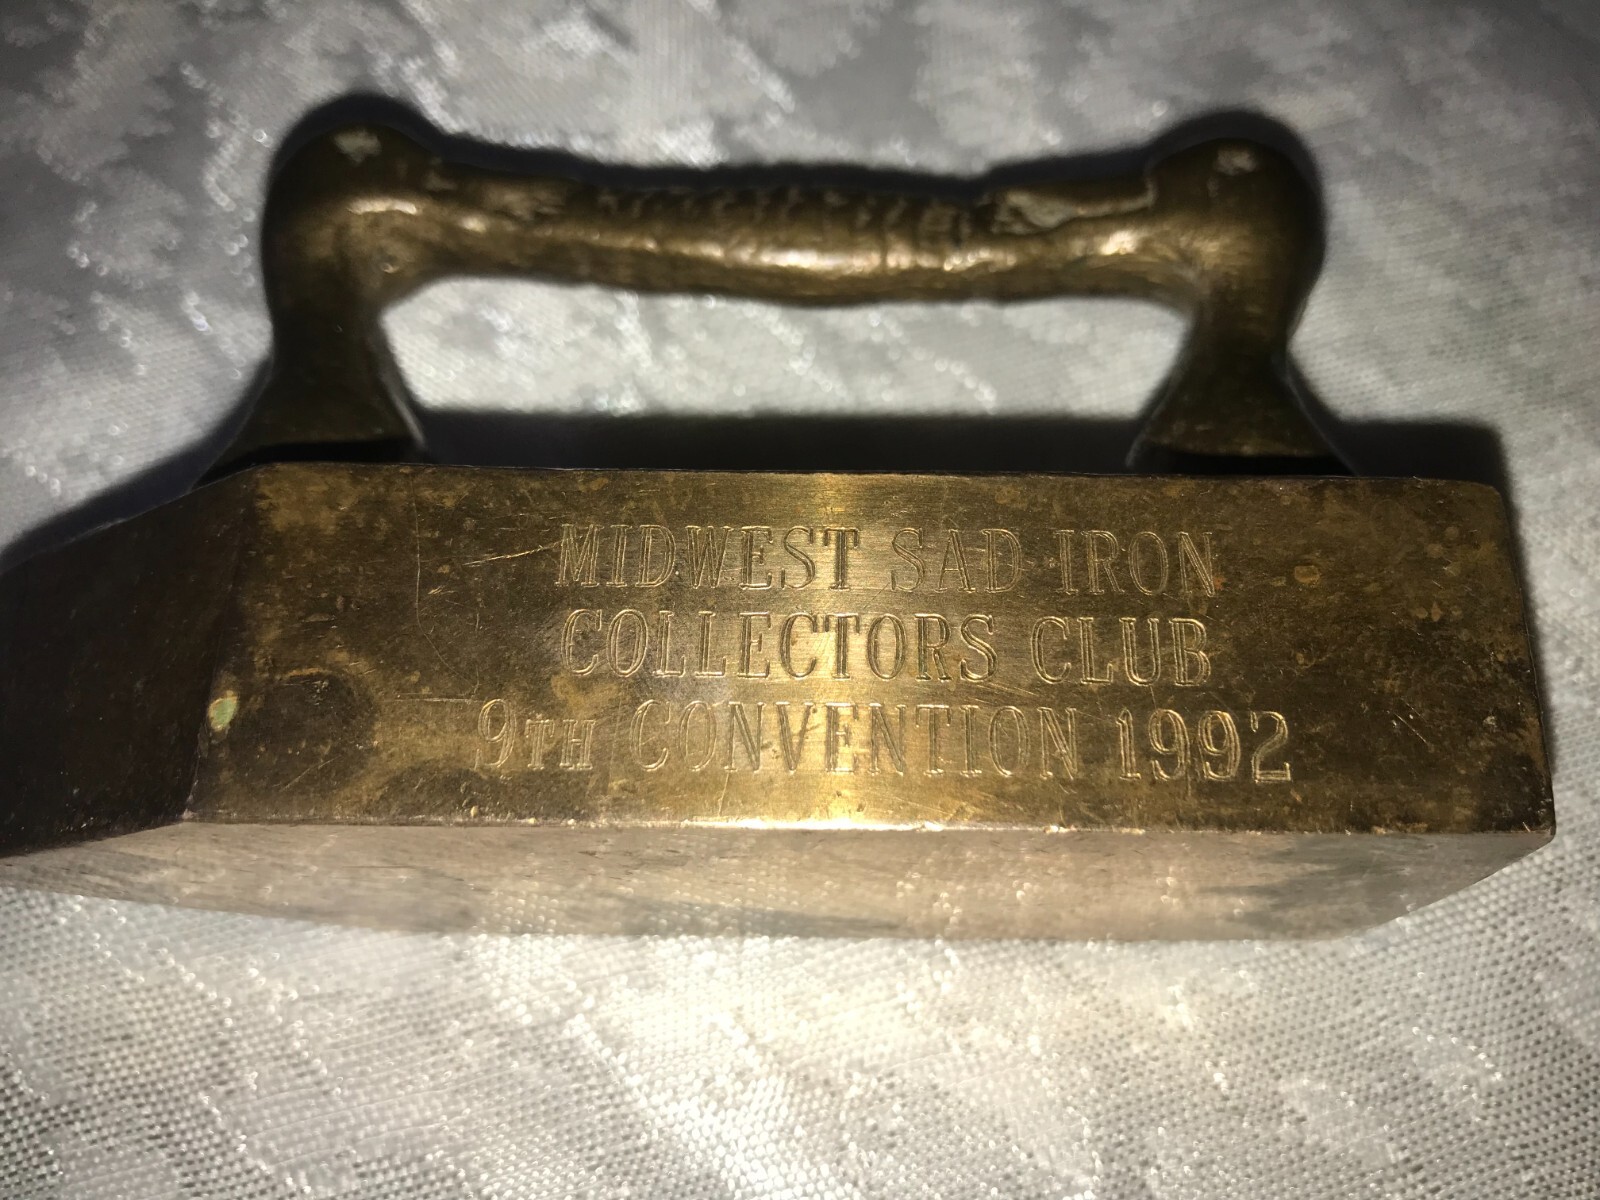 MIDWEST SAD IRON
COLLECTORS CLUB
9TH CONVENTION 1992